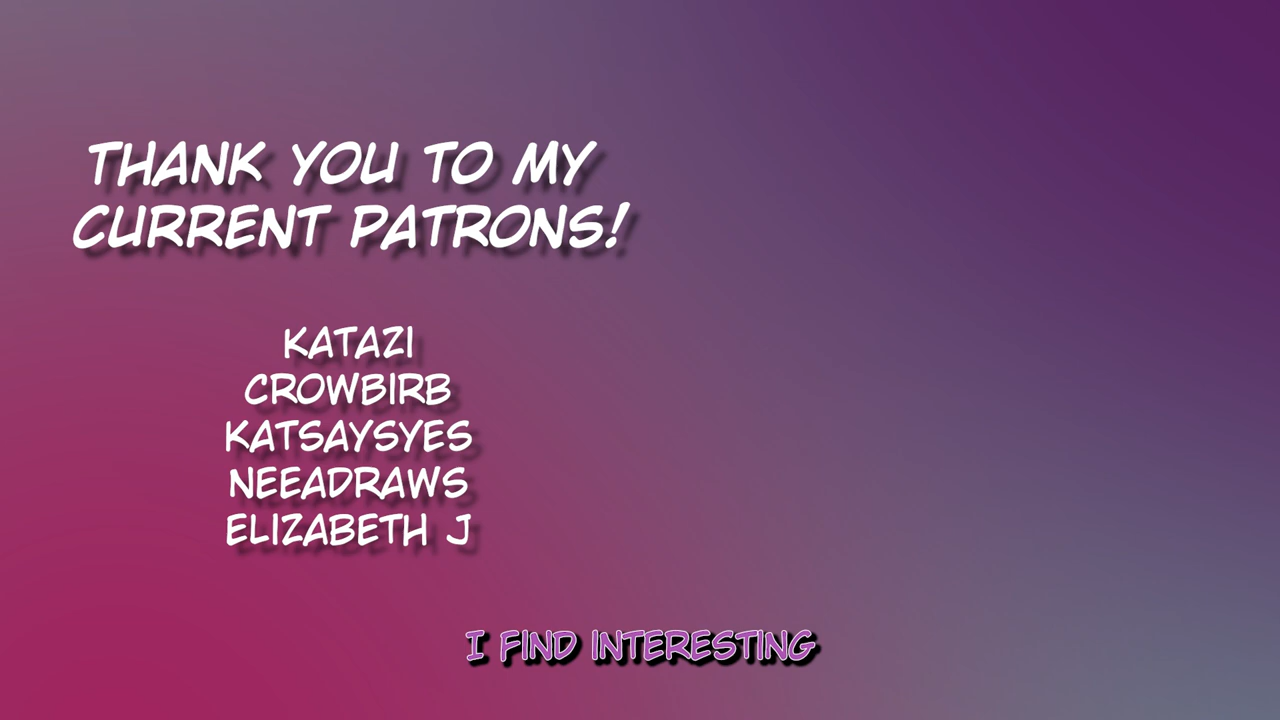 THANK YOU TO MY
CURRENT PATRONS!
KATAZI
CROWBIRB
KATSAYSYES
NEEADRAWS
ELIZABETH J
I FIND INTERESTING